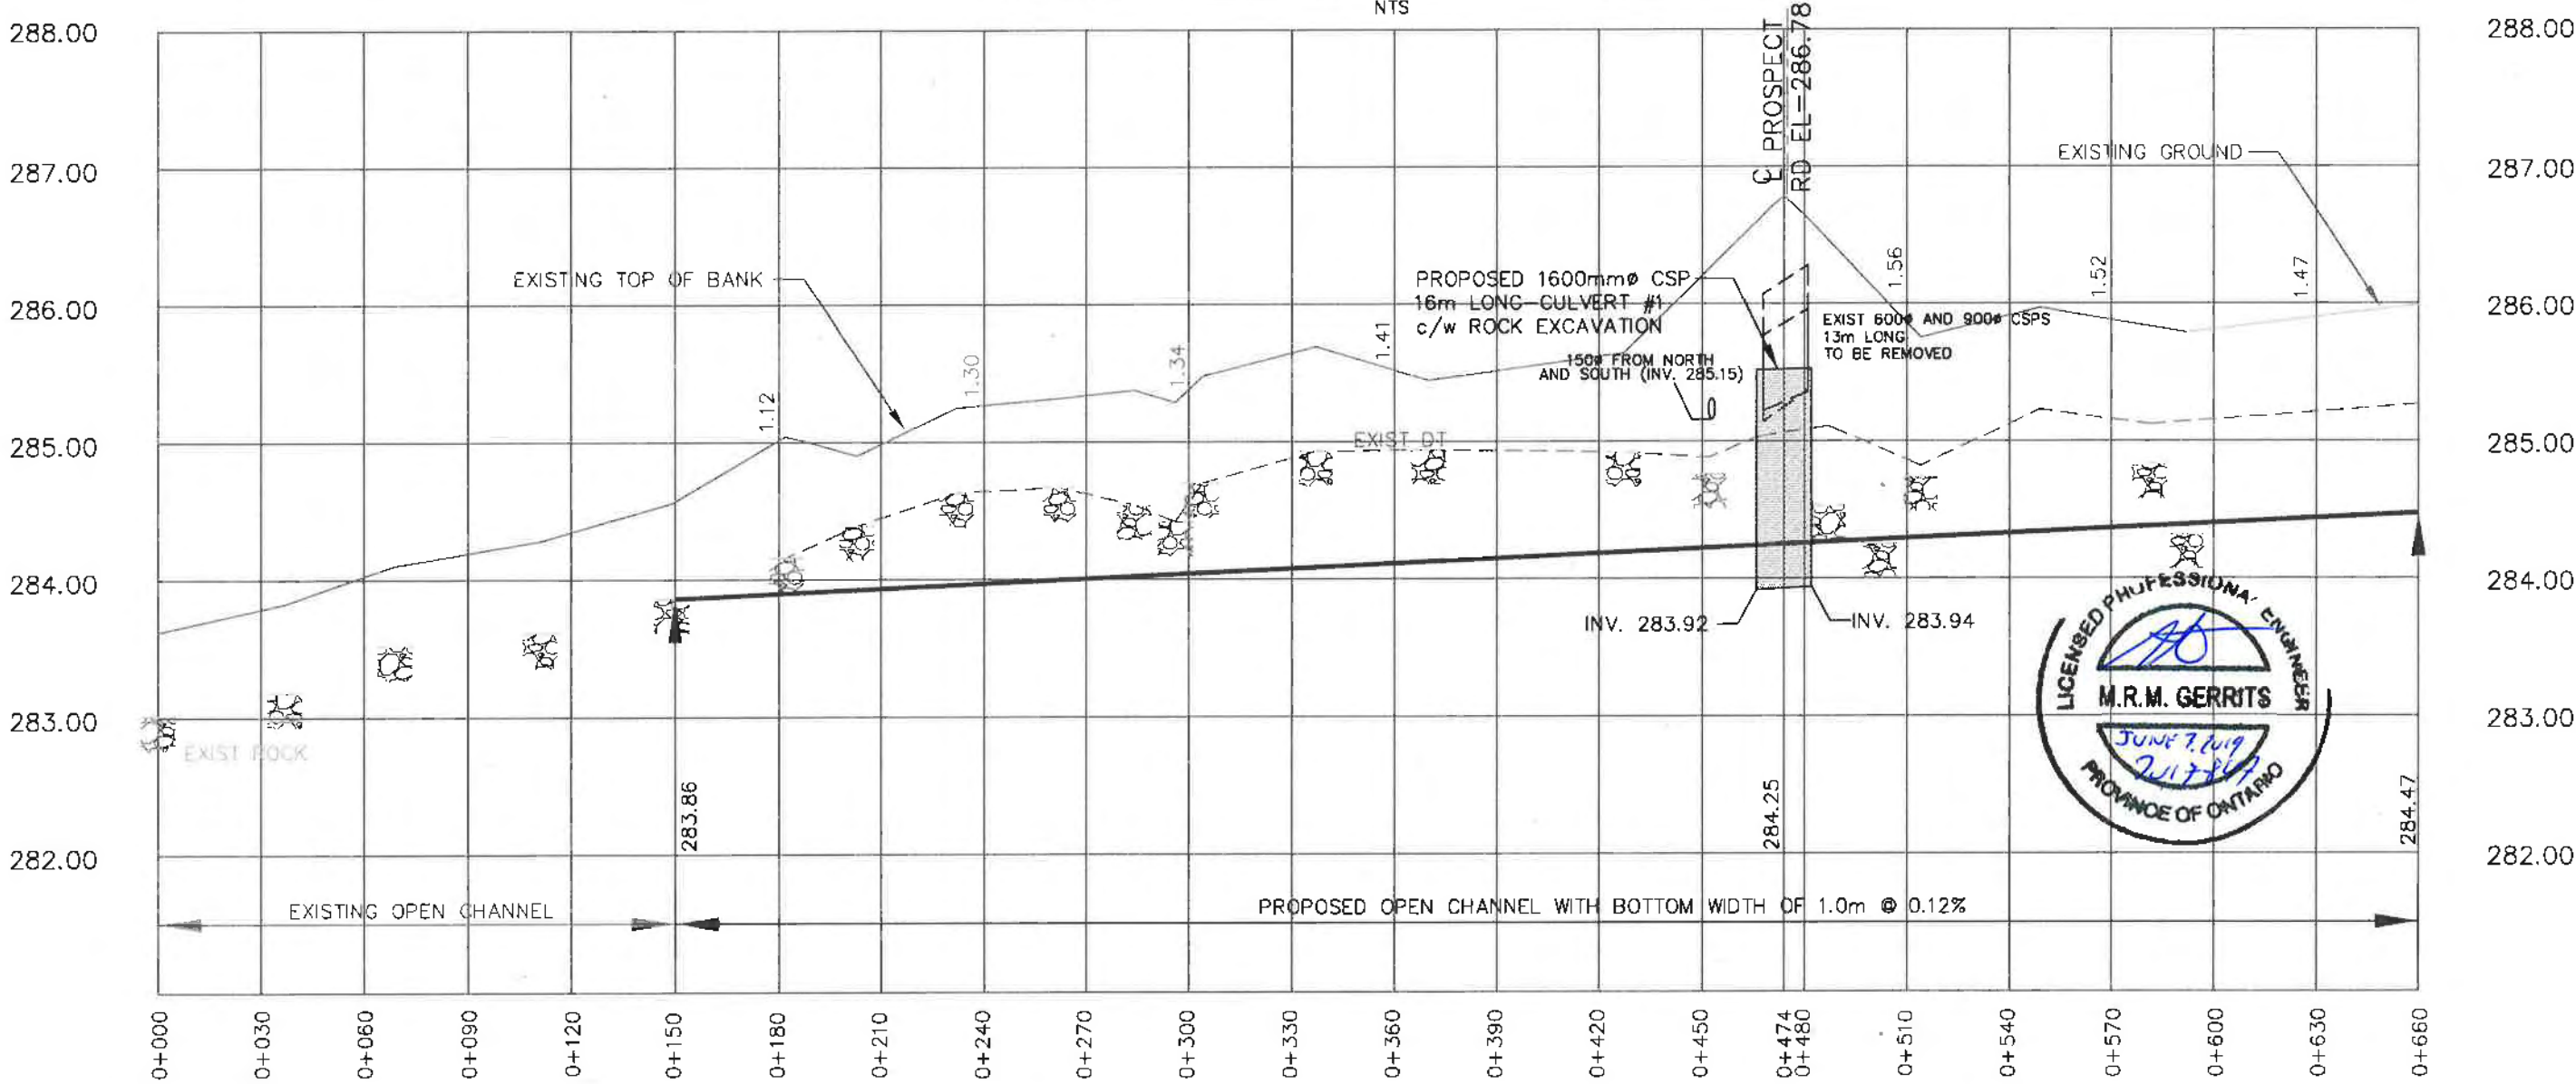 NTS
288.00
287.00
286.00
285.00
284.00
283.00
282.00
288.00
287.00
286.00
285.00
284.00
283.00
282.00
℄ PROSPECT
RD EL-286.78
EXISTING GROUND
EXISTING TOP OF BANK
PROPOSED 1600mmø CSP
16m LONG-CULVERT #1
c/w ROCK EXCAVATION
150ø FROM NORTH
AND SOUTH (INV. 285.15)
EXIST 600ø AND 900ø CSPS
13m LONG
TO BE REMOVED
1.12
1.30
1.34
1.41
1.56
1.52
1.47
EXIST DT
INV. 283.92
INV. 283.94
EXIST ROCK
283.86
284.25
284.47
LICENSED PROFESSIONAL ENGINEER
M.R.M. GERRITS
JUNE 7, 2019
PROVINCE OF ONTARIO
EXISTING OPEN CHANNEL
PROPOSED OPEN CHANNEL WITH BOTTOM WIDTH OF 1.0m @ 0.12%
0+000
0+030
0+060
0+090
0+120
0+150
0+180
0+210
0+240
0+270
0+300
0+330
0+360
0+390
0+420
0+450
0+474
0+480
0+510
0+540
0+570
0+600
0+630
0+660